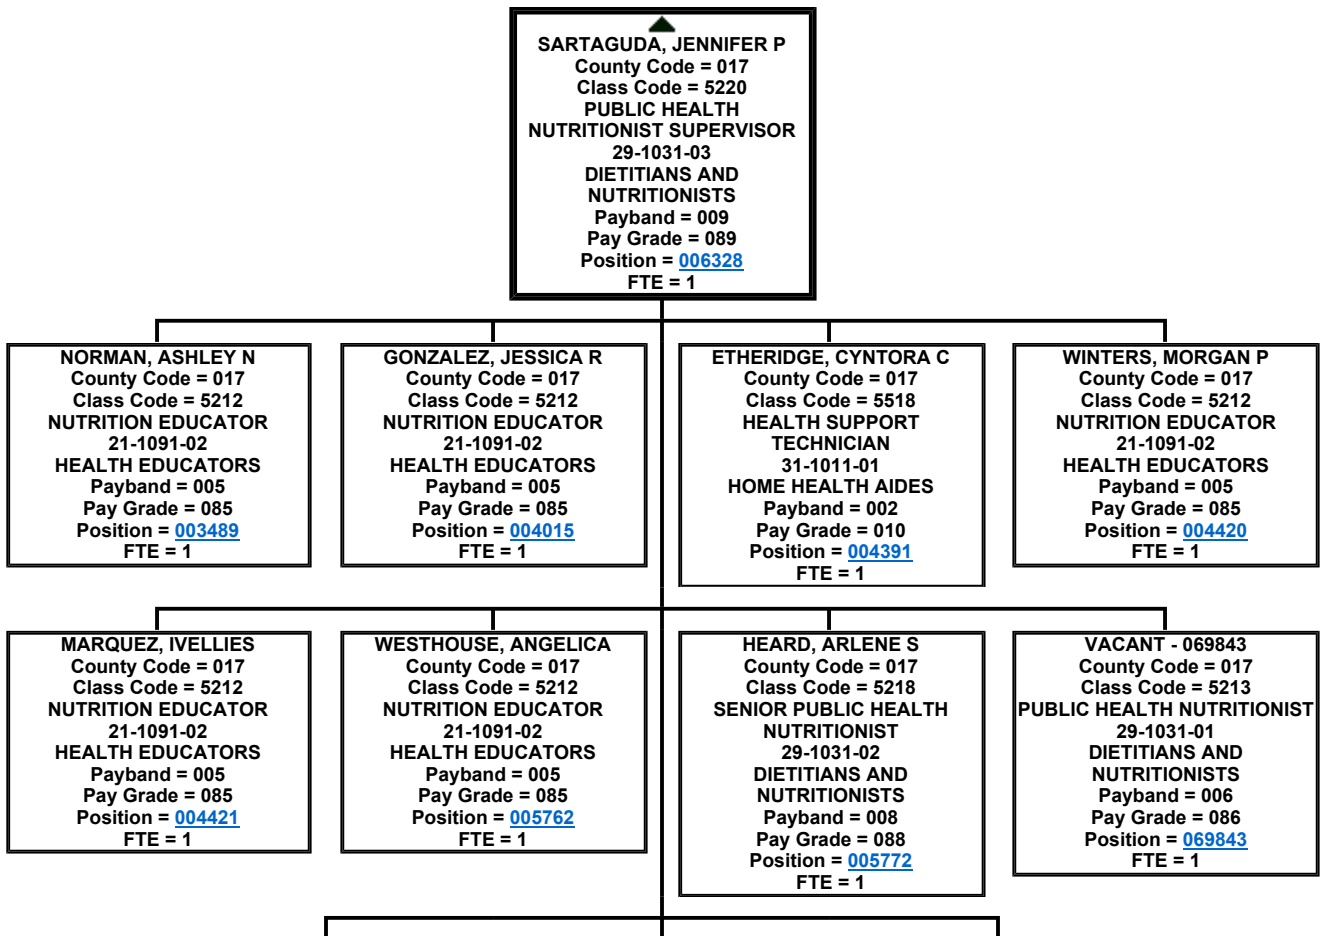 SARTAGUDA, JENNIFER P
County Code = 017
Class Code = 5220
PUBLIC HEALTH
NUTRITIONIST SUPERVISOR
29-1031-03
DIETITIANS AND
NUTRITIONISTS
Payband = 009
Pay Grade = 089
Position = 006328
FTE = 1
NORMAN, ASHLEY N
County Code = 017
Class Code = 5212
NUTRITION EDUCATOR
21-1091-02
HEALTH EDUCATORS
Payband = 005
Pay Grade = 085
Position = 003489
FTE = 1
GONZALEZ, JESSICA R
County Code = 017
Class Code = 5212
NUTRITION EDUCATOR
21-1091-02
HEALTH EDUCATORS
Payband = 005
Pay Grade = 085
Position = 004015
FTE = 1
ETHERIDGE, CYNTORA C
County Code = 017
Class Code = 5518
HEALTH SUPPORT
TECHNICIAN
31-1011-01
HOME HEALTH AIDES
Payband = 002
Pay Grade = 010
Position = 004391
FTE = 1
WINTERS, MORGAN P
County Code = 017
Class Code = 5212
NUTRITION EDUCATOR
21-1091-02
HEALTH EDUCATORS
Payband = 005
Pay Grade = 085
Position = 004420
FTE = 1
MARQUEZ, IVELLIES
County Code = 017
Class Code = 5212
NUTRITION EDUCATOR
21-1091-02
HEALTH EDUCATORS
Payband = 005
Pay Grade = 085
Position = 004421
FTE = 1
WESTHOUSE, ANGELICA
County Code = 017
Class Code = 5212
NUTRITION EDUCATOR
21-1091-02
HEALTH EDUCATORS
Payband = 005
Pay Grade = 085
Position = 005762
FTE = 1
HEARD, ARLENE S
County Code = 017
Class Code = 5218
SENIOR PUBLIC HEALTH
NUTRITIONIST
29-1031-02
DIETITIANS AND
NUTRITIONISTS
Payband = 008
Pay Grade = 088
Position = 005772
FTE = 1
VACANT - 069843
County Code = 017
Class Code = 5213
PUBLIC HEALTH NUTRITIONIST
29-1031-01
DIETITIANS AND
NUTRITIONISTS
Payband = 006
Pay Grade = 086
Position = 069843
FTE = 1